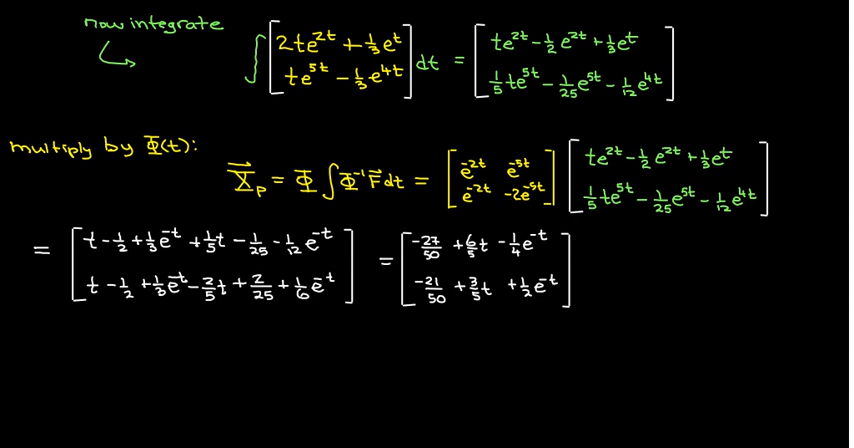 now integrate
∫ [ 2te^{2t} + 1/3 e^t ; te^{5t} - 1/3 e^{4t} ] dt = [ te^{2t} - 1/2 e^{2t} + 1/3 e^t ; 1/5 te^{5t} - 1/25 e^{5t} - 1/12 e^{4t} ]
multiply by Φ(t):
X⃗_p = Φ ∫ Φ^{-1} F⃗ dt = [ e^{-2t} e^{-5t} ; e^{-2t} -2e^{-5t} ] [ te^{2t} - 1/2 e^{2t} + 1/3 e^t ; 1/5 te^{5t} - 1/25 e^{5t} - 1/12 e^{4t} ]
= [ t - 1/2 + 1/3 e^{-t} + 1/5 t - 1/25 - 1/12 e^{-t} ; t - 1/2 + 1/3 e^{-t} - 2/5 t + 2/25 + 1/6 e^{-t} ] = [ -27/50 + 6/5 t - 1/4 e^{-t} ; -21/50 + 3/5 t + 1/2 e^{-t} ]